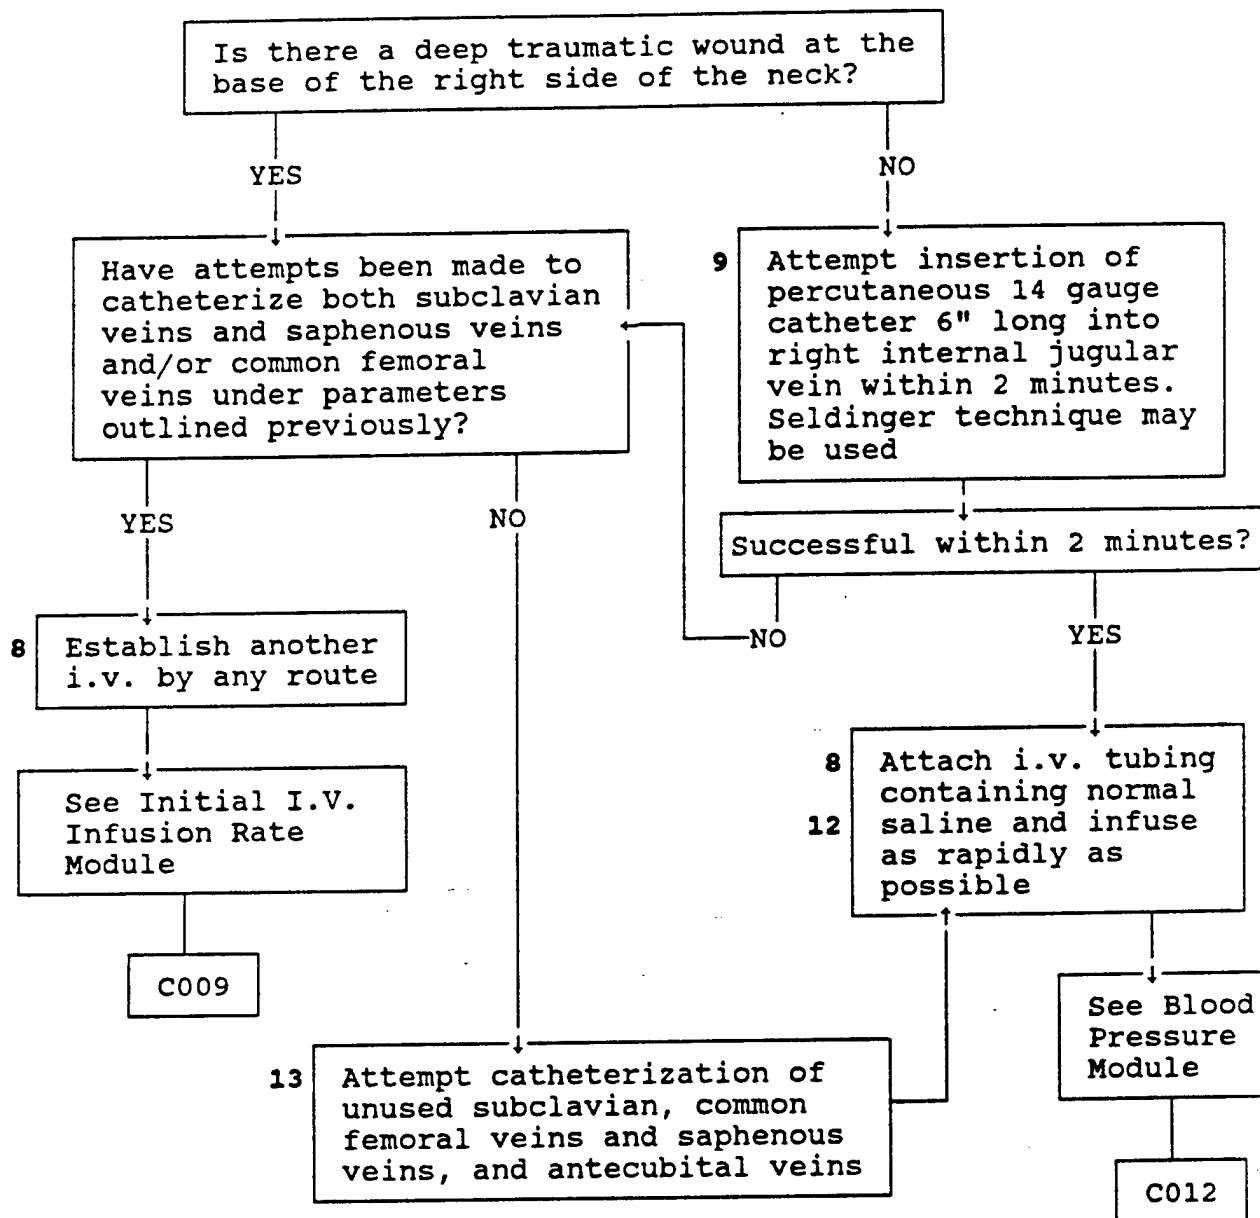 Is there a deep traumatic wound at the
base of the right side of the neck?
YES
NO
Have attempts been made to
catheterize both subclavian
veins and saphenous veins
and/or common femoral
veins under parameters
outlined previously?
9
Attempt insertion of
percutaneous 14 gauge
catheter 6" long into
right internal jugular
vein within 2 minutes.
Seldinger technique may
be used
YES
NO
Successful within 2 minutes?
NO
YES
8
Establish another
i.v. by any route
See Initial I.V.
Infusion Rate
Module
C009
8
Attach i.v. tubing
containing normal
12
saline and infuse
as rapidly as
possible
See Blood
Pressure
Module
C012
13
Attempt catheterization of
unused subclavian, common
femoral veins and saphenous
veins, and antecubital veins